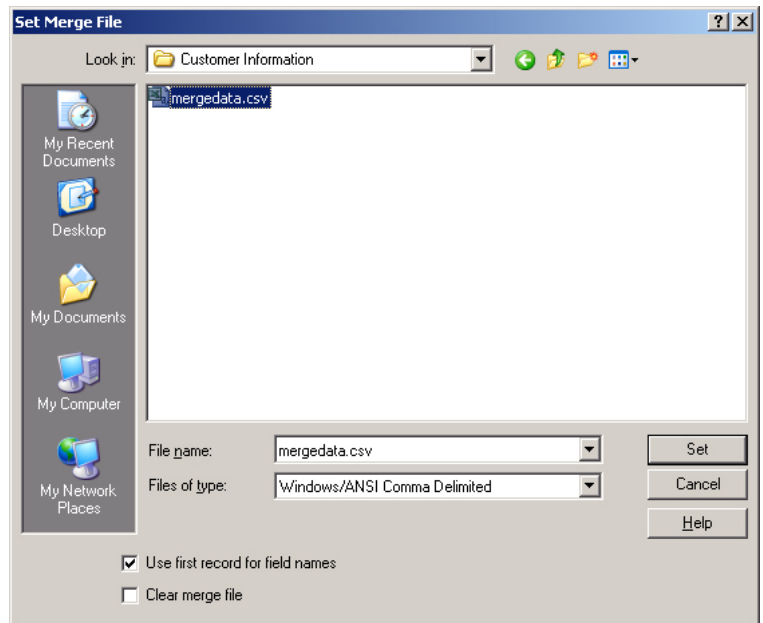 Set Merge File
Look in: Customer Information
mergedata.csv
My Recent
Documents
Desktop
My Documents
My Computer
My Network
Places
File name: mergedata.csv Set
Files of type: Windows/ANSI Comma Delimited Cancel
Help
Use first record for field names
Clear merge file